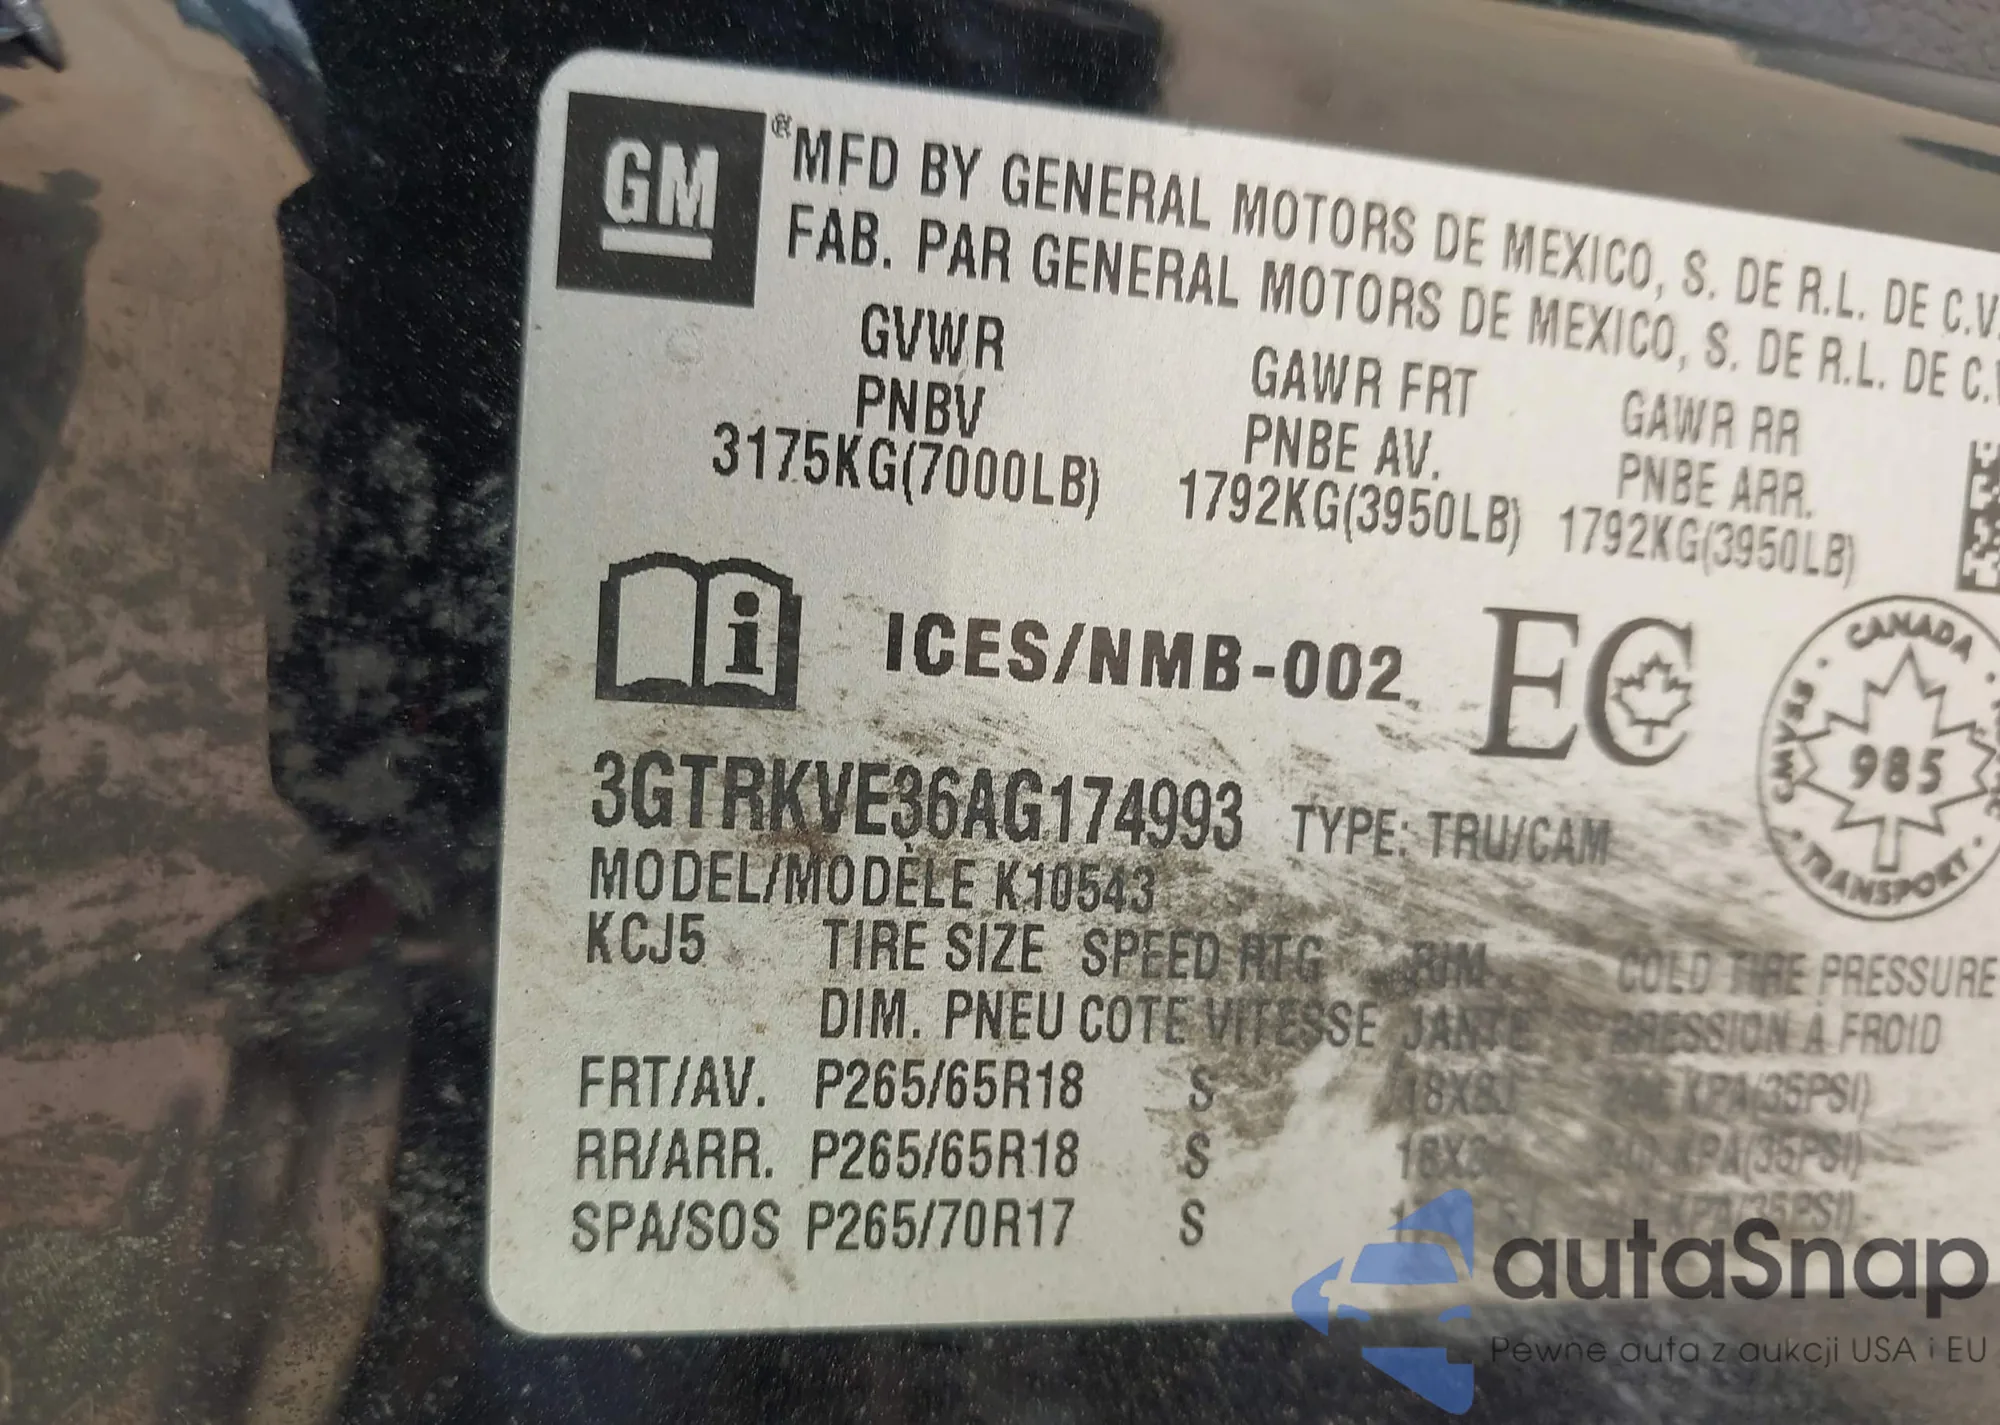 GM
® MFD BY GENERAL MOTORS DE MEXICO, S. DE R.L. DE C.V.
FAB. PAR GENERAL MOTORS DE MEXICO, S. DE R.L. DE C.
GVWR GAWR FRT GAWR RR
PNBV PNBE AV. PNBE ARR.
3175KG(7000LB) 1792KG(3950LB) 1792KG(3950LB)
i
ICES/NMB-002 EC
CANADA CMVSS 985 TRANSPORT
3GTRKVE36AG174993 TYPE: TRU/CAM
MODEL/MODÈLE K10543
KCJ5 TIRE SIZE SPEED RTG RIM COLD TIRE PRESSURE
DIM. PNEU COTE VITESSE JANTE PRESSION À FROID
FRT/AV. P265/65R18 S 18X8J KPA(35PSI)
RR/ARR. P265/65R18 S KPA(35PSI)
SPA/SOS P265/70R17 S KPA(35PSI)
autaSnap
Pewne auta z aukcji USA i EU